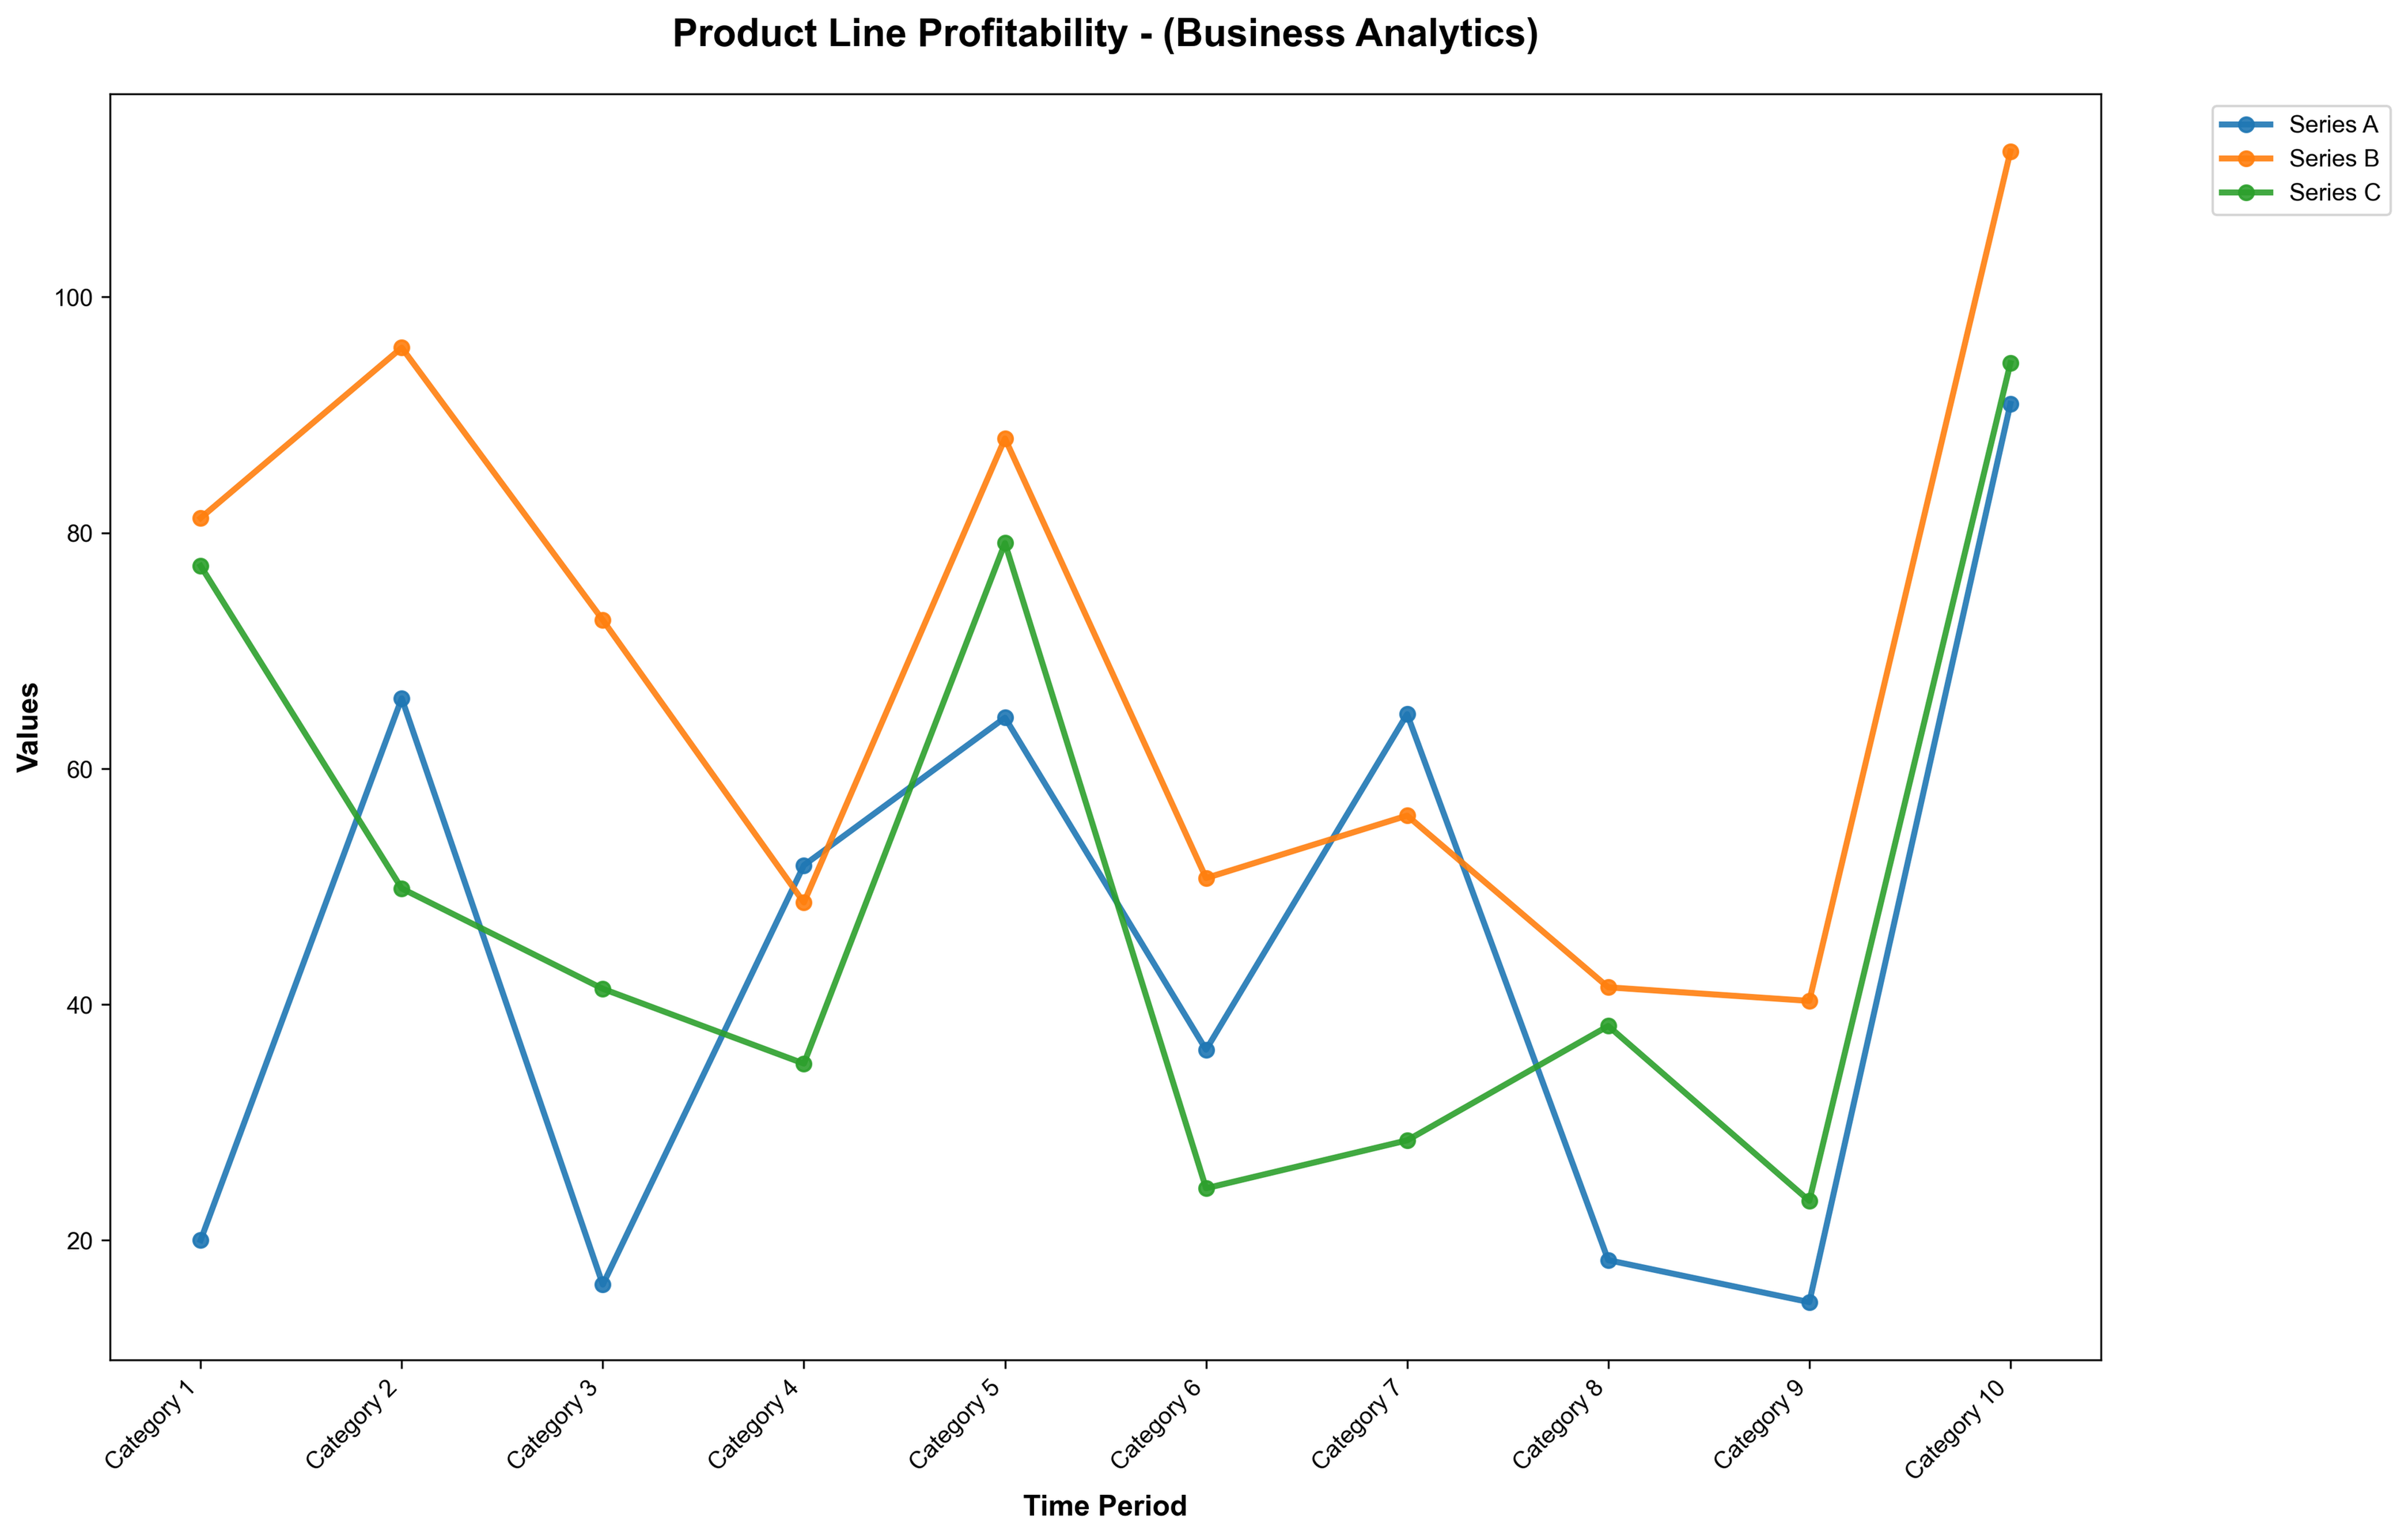 Product Line Profitability - (Business Analytics)
Series A
Series B
Series C
Values
100
80
60
40
20
Category 1
Category 2
Category 3
Category 4
Category 5
Category 6
Category 7
Category 8
Category 9
Category 10
Time Period